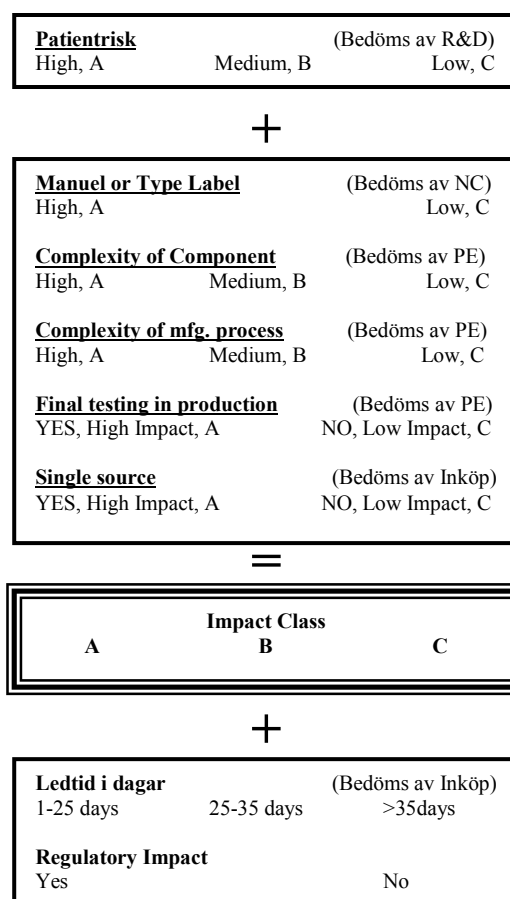 Patientrisk (Bedöms av R&D)
High, A Medium, B Low, C
+
Manuel or Type Label (Bedöms av NC)
High, A Low, C
Complexity of Component (Bedöms av PE)
High, A Medium, B Low, C
Complexity of mfg. process (Bedöms av PE)
High, A Medium, B Low, C
Final testing in production (Bedöms av PE)
YES, High Impact, A NO, Low Impact, C
Single source (Bedöms av Inköp)
YES, High Impact, A NO, Low Impact, C
=
Impact Class
A B C
+
Ledtid i dagar (Bedöms av Inköp)
1-25 days 25-35 days >35days
Regulatory Impact
Yes No